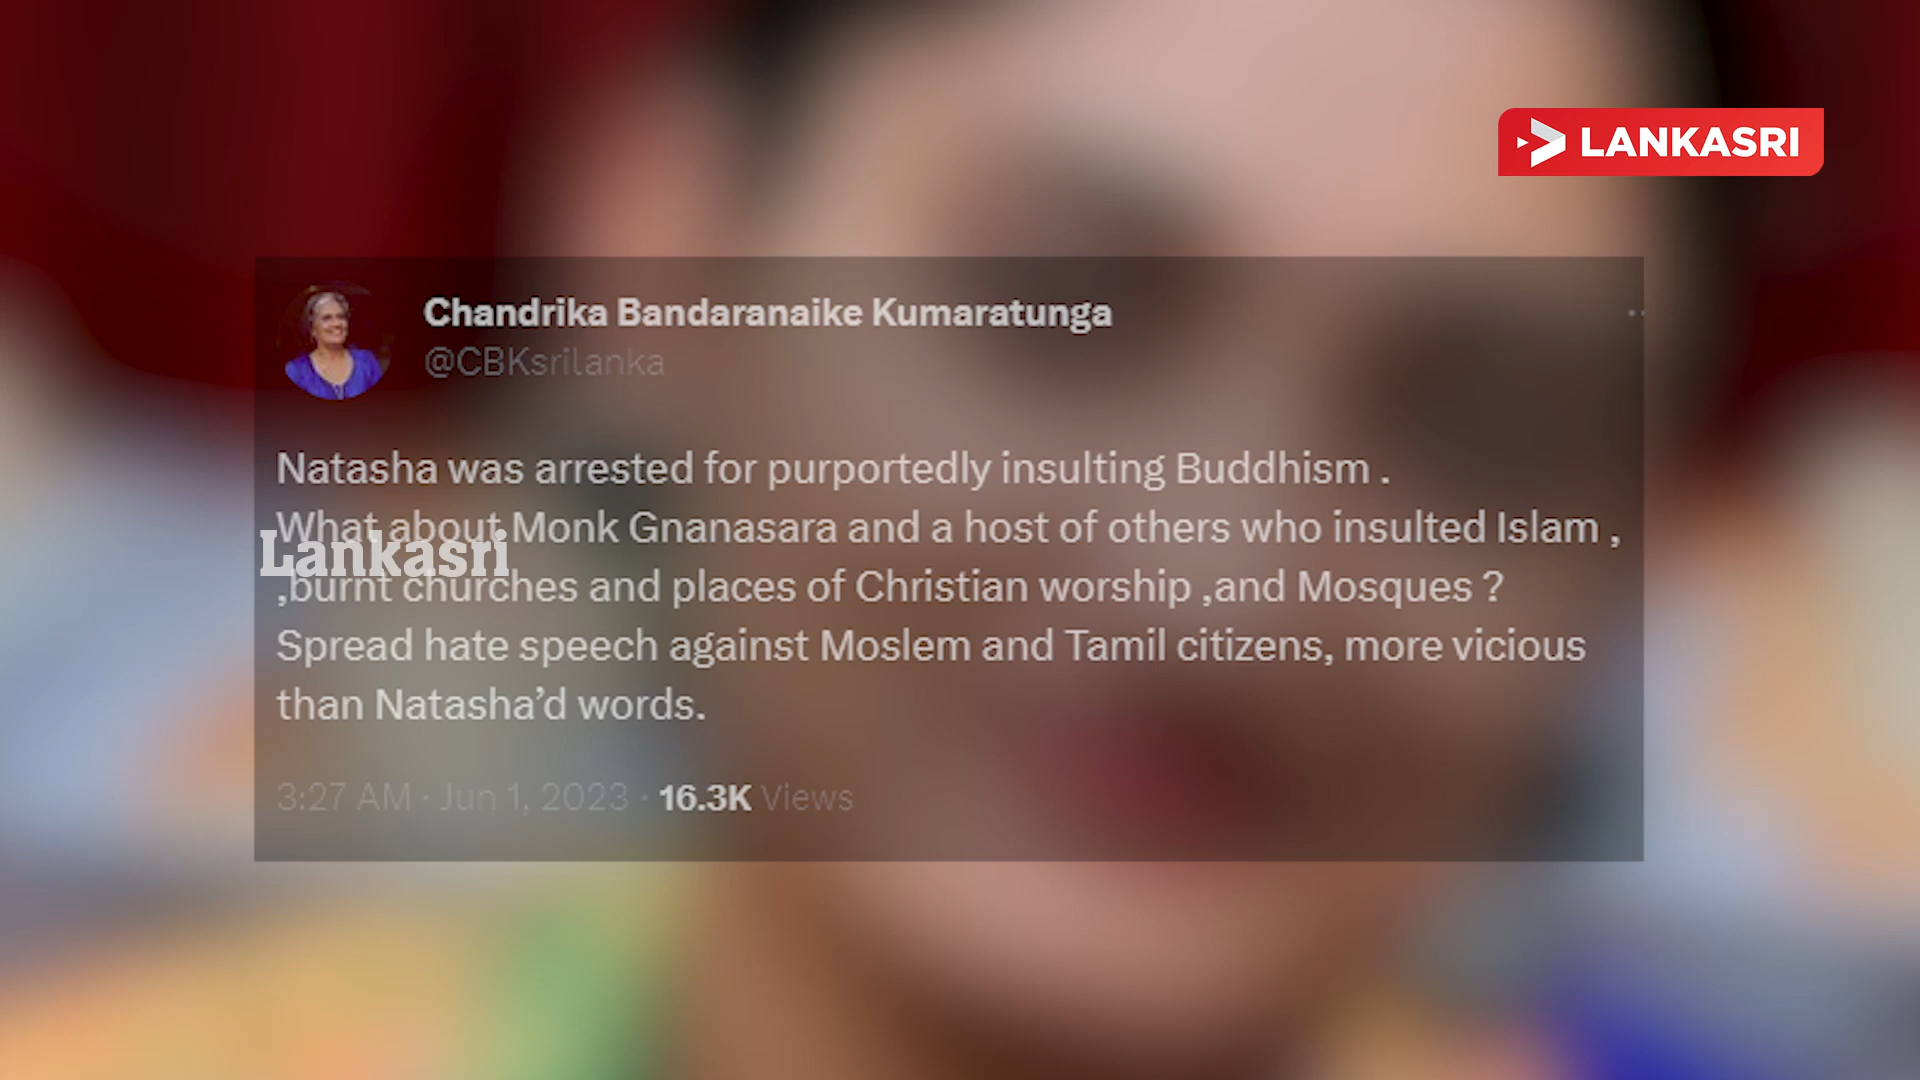 LANKASRI
Chandrika Bandaranaike Kumaratunga
@CBKsrilanka
Natasha was arrested for purportedly insulting Buddhism .
What about Monk Gnanasara and a host of others who insulted Islam ,
Lankasri
,burnt churches and places of Christian worship ,and Mosques ?
Spread hate speech against Moslem and Tamil citizens, more vicious
than Natasha’d words.
3:27 AM · Jun 1, 2023 · 16.3K Views